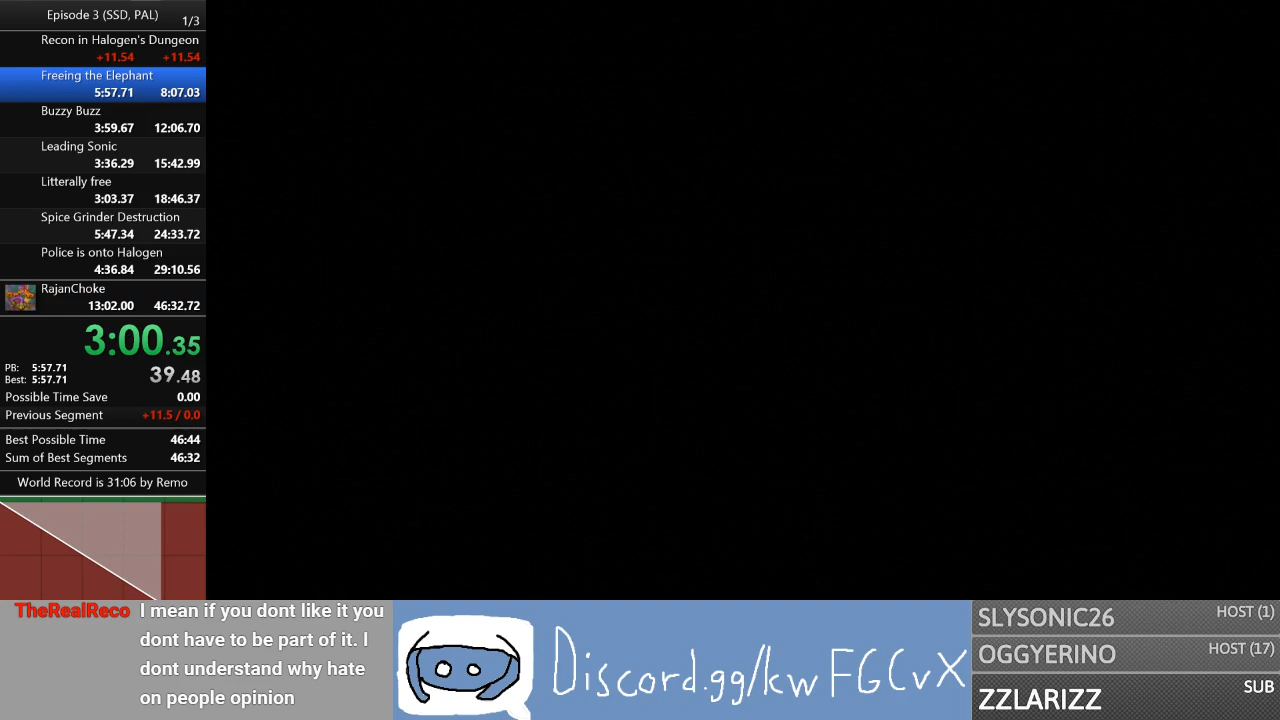 Episode 3 (SSD, PAL)
1/3
Recon in Halogen's Dungeon
+11.54 +11.54
Freeing the Elephant
5:57.71 8:07.03
Buzzy Buzz
3:59.67 12:06.70
Leading Sonic
3:36.29 15:42.99
Litterally free
3:03.37 18:46.37
Spice Grinder Destruction
5:47.34 24:33.72
Police is onto Halogen
4:36.84 29:10.56
RajanChoke
13:02.00 46:32.72
3:00.35
PB: 5:57.71
Best: 5:57.71
39.48
Possible Time Save 0.00
Previous Segment +11.5 / 0.0
Best Possible Time 46:44
Sum of Best Segments 46:32
World Record is 31:06 by Remo
TheRealReco I mean if you dont like it you
dont have to be part of it. I
dont understand why hate
on people opinion
Discord.gg/kwFGCvX
SLYSONIC26 HOST (1)
OGGYERINO HOST (17)
ZZLARIZZ SUB